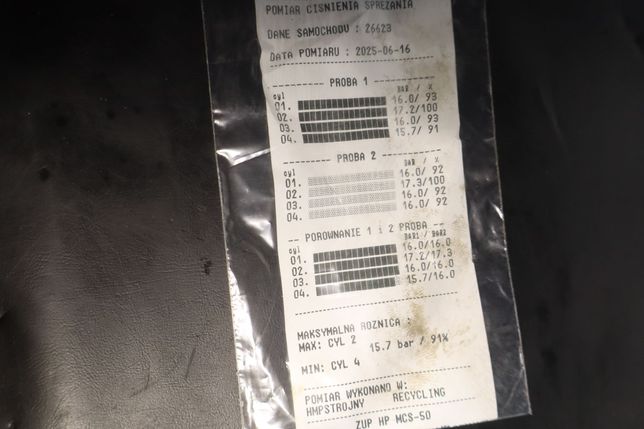 POMIAR CISNIENIA SPREZANIA
DANE SAMOCHODU : 26623
DATA POMIARU : 2025-06-16
PROBA 1
cyl BAR / %
01. 16.0/ 93
02. 17.2/100
03. 16.0/ 93
04. 15.7/ 91
PROBA 2
cyl BAR / %
01. 16.0/ 92
02. 17.3/100
03. 16.0/ 92
04. 16.0/ 92
-- POROWNANIE 1 i 2 PROBA --
cyl BAR1 / BAR2
01. 16.0/16.0
02. 17.2/17.3
03. 16.0/16.0
04. 15.7/16.0
MAKSYMALNA ROZNICA :
MAX: CYL 2
15.7 bar / 91%
MIN: CYL 4
POMIAR WYKONANO W:
HMPSTROJNY RECYCLING
ZUP HP MCS-50